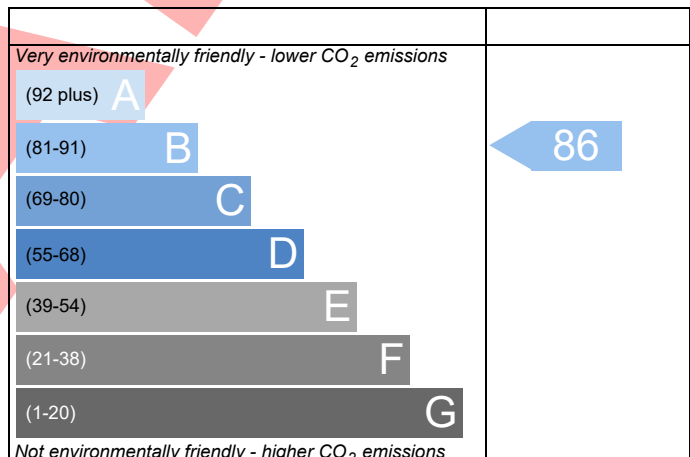 Very environmentally friendly - lower CO2 emissions
(92 plus) A
(81-91) B
86
(69-80) C
(55-68) D
(39-54) E
(21-38) F
(1-20) G
Not environmentally friendly - higher CO2 emissions